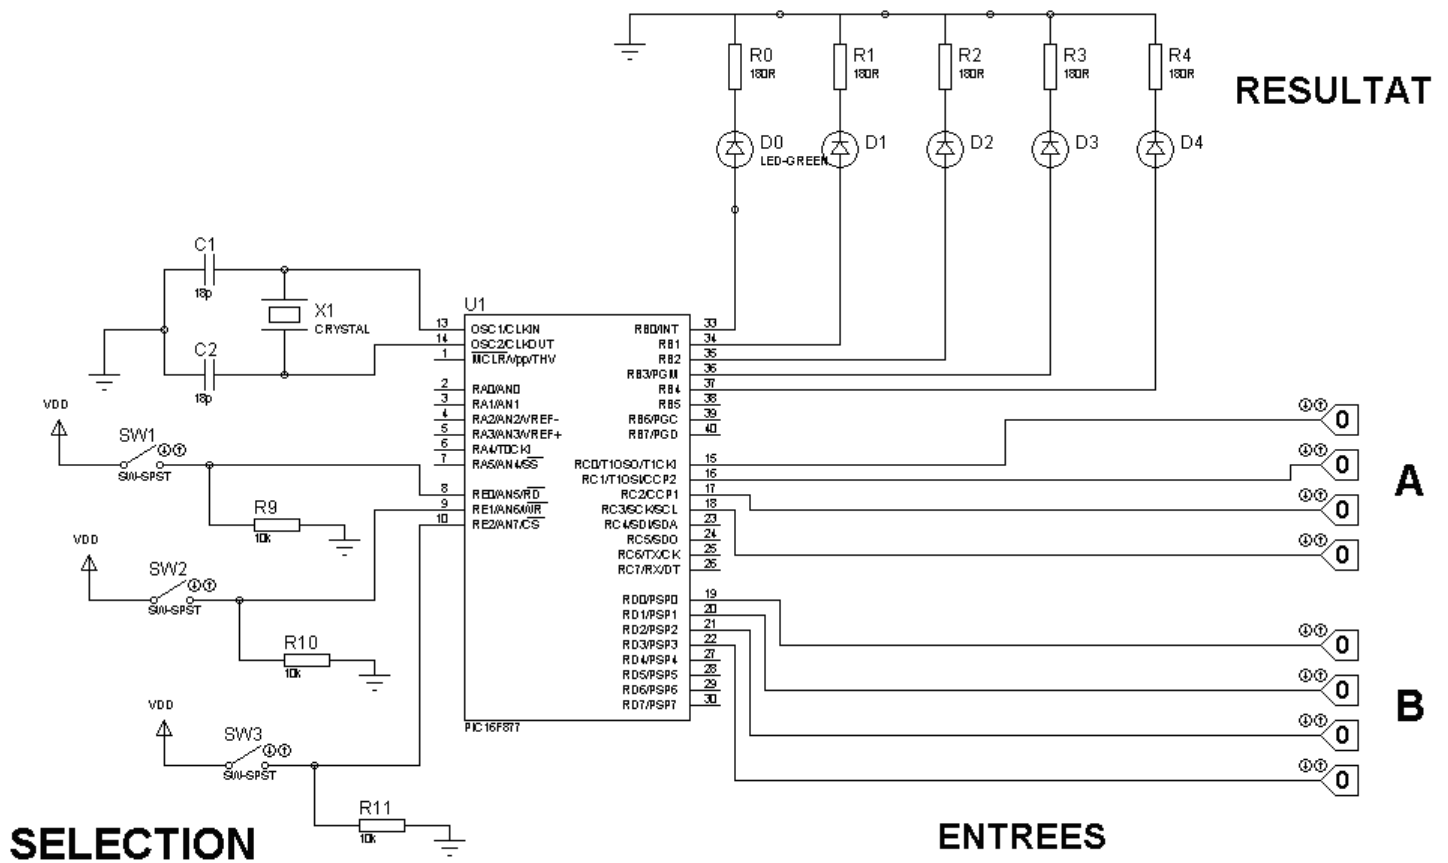 R0
180R
R1
180R
R2
180R
R3
180R
R4
180R
RESULTAT
D0
LED-GREEN
D1
D2
D3
D4
C1
18p
X1
CRYSTAL
C2
18p
U1
13 OSC1/CLKIN
14 OSC2/CLKOUT
1 MCLR/Vpp/THV
2 RA0/AN0
3 RA1/AN1
4 RA2/AN2/VREF-
5 RA3/AN3/VREF+
6 RA4/T0CKI
7 RA5/AN4/SS
8 RE0/AN5/RD
9 RE1/AN6/WR
10 RE2/AN7/CS
RB0/INT 33
RB1 34
RB2 35
RB3/PGM 36
RB4 37
RB5 38
RB6/PGC 39
RB7/PGD 40
RC0/T1OSO/T1CKI 15
RC1/T1OSI/CCP2 16
RC2/CCP1 17
RC3/SCK/SCL 18
RC4/SDI/SDA 23
RC5/SDO 24
RC6/TX/CK 25
RC7/RX/DT 26
RD0/PSP0 19
RD1/PSP1 20
RD2/PSP2 21
RD3/PSP3 22
RD4/PSP4 27
RD5/PSP5 28
RD6/PSP6 29
RD7/PSP7 30
PIC16F877
VDD
SW1
SW-SPST
R9
10k
VDD
SW2
SW-SPST
R10
10k
VDD
SW3
SW-SPST
R11
10k
0
0
A
0
0
0
0
B
0
0
SELECTION
ENTREES